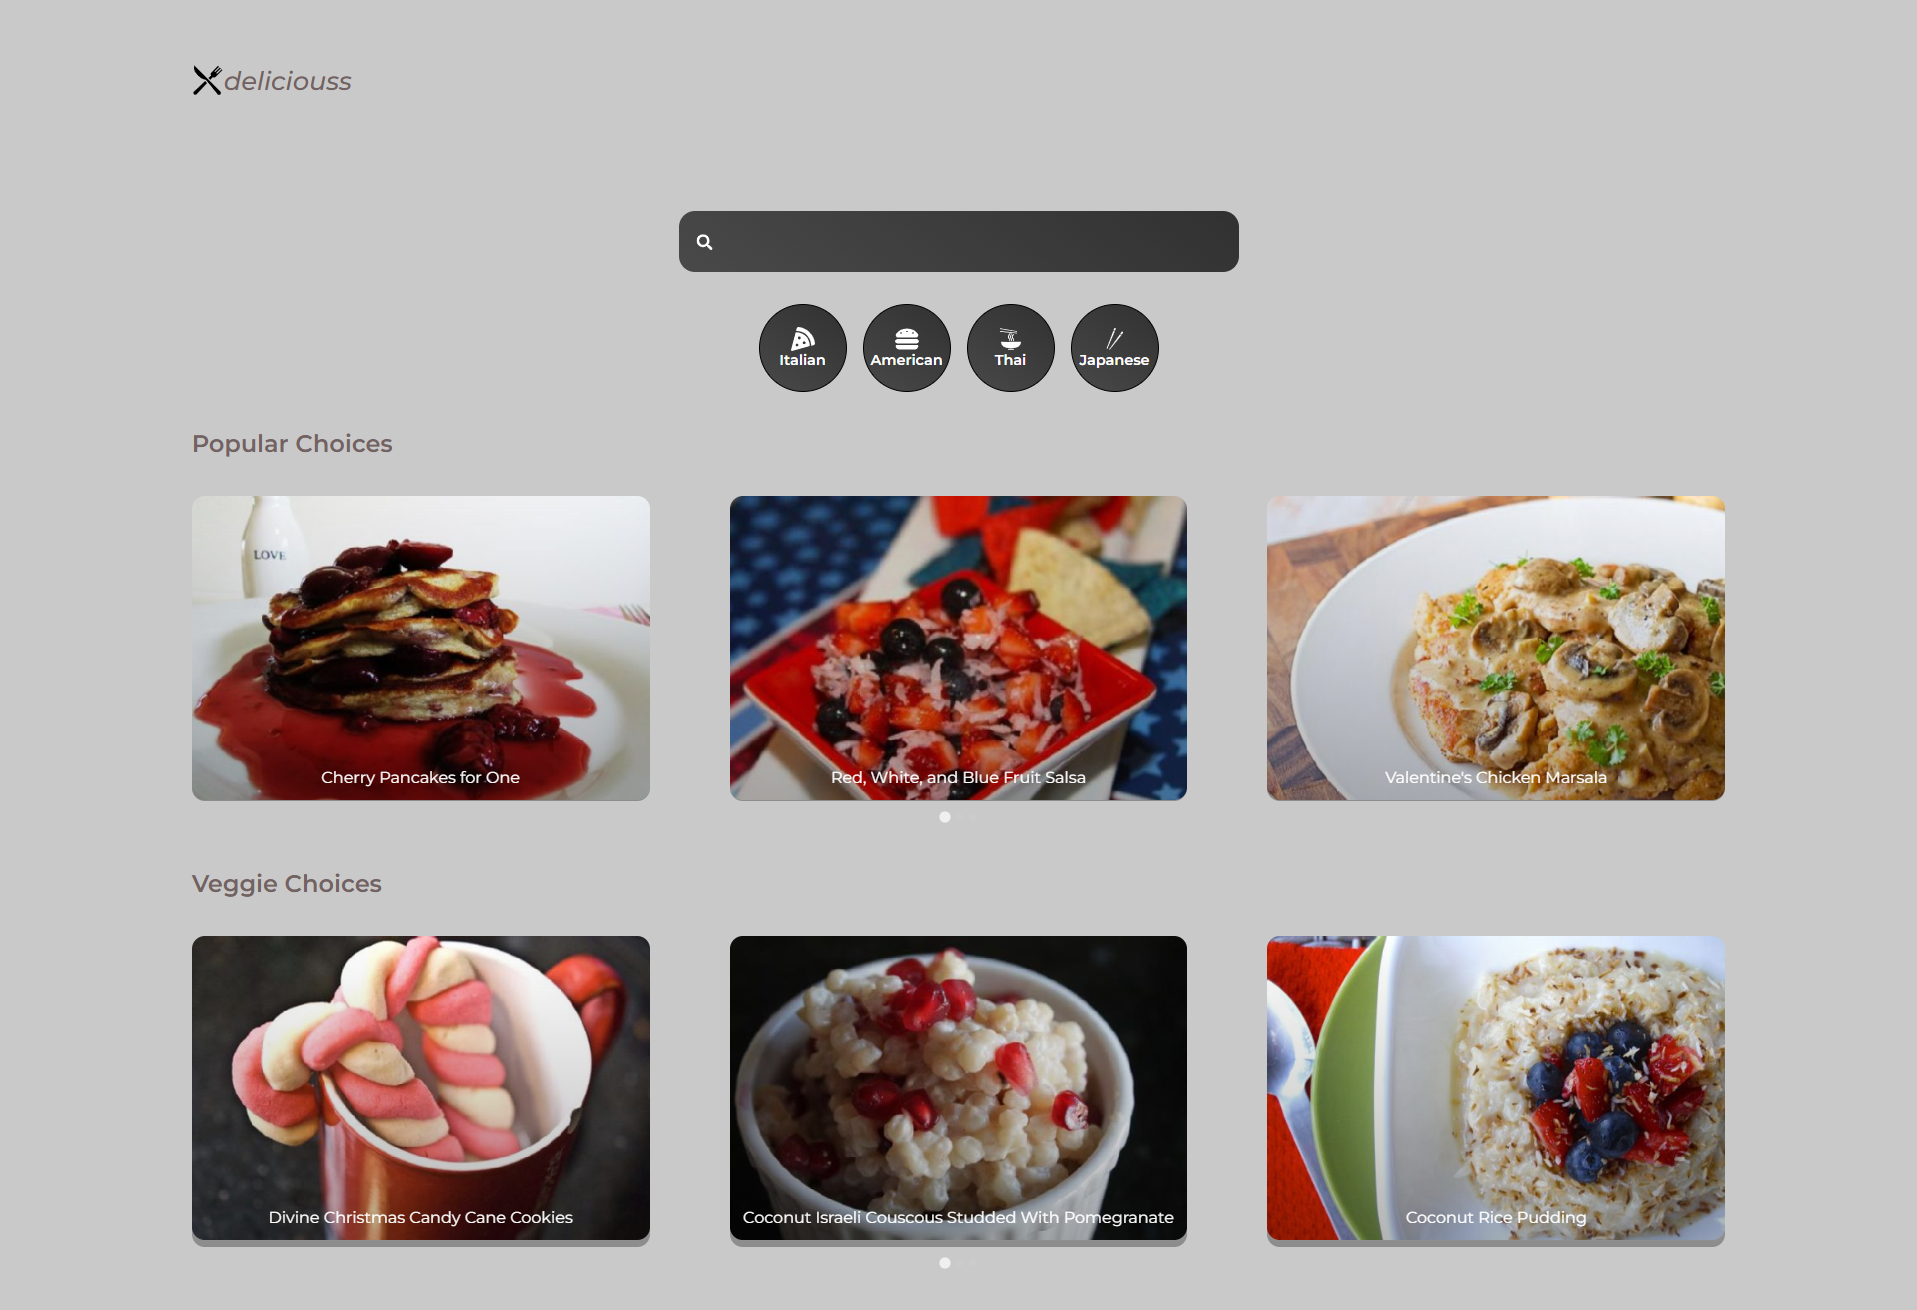 deliciouss
Italian
American
Thai
Japanese
Popular Choices
LOVE
Cherry Pancakes for One
Red, White, and Blue Fruit Salsa
Valentine's Chicken Marsala
Veggie Choices
Divine Christmas Candy Cane Cookies
Coconut Israeli Couscous Studded With Pomegranate
Coconut Rice Pudding